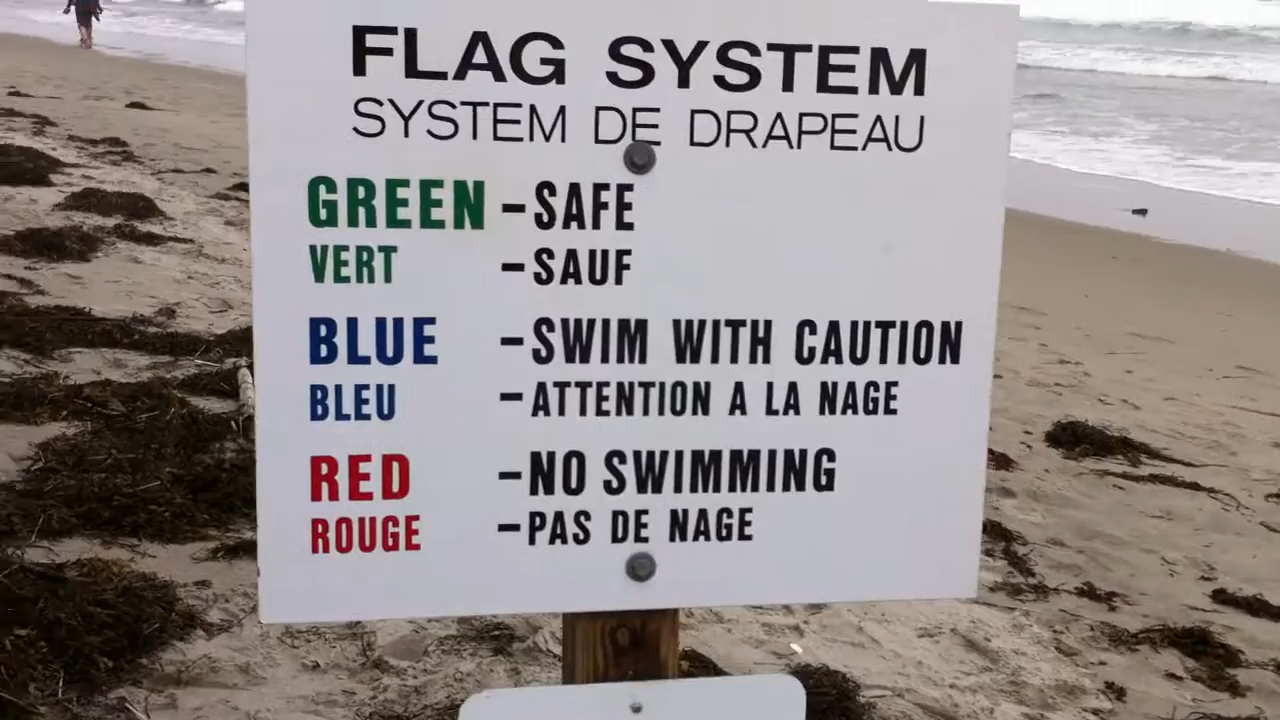 FLAG SYSTEM
SYSTEM DE DRAPEAU
GREEN -SAFE
VERT -SAUF
BLUE -SWIM WITH CAUTION
BLEU -ATTENTION A LA NAGE
RED -NO SWIMMING
ROUGE -PAS DE NAGE